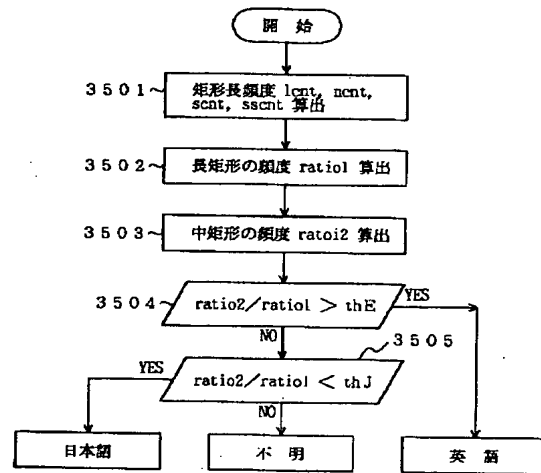 開 始
3501
矩形長頻度 lcnt, ncnt,
scnt, sscnt 算出
3502
長矩形の頻度 ratio1 算出
3503
中矩形の頻度 ratoi2 算出
3504
ratio2/ratio1 > thE
YES
NO
3505
ratio2/ratio1 < thJ
YES
NO
日本語
不 明
英 語